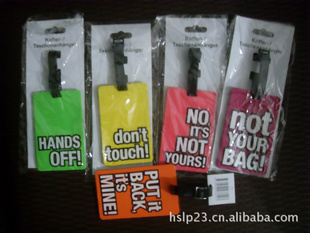 HANDS
OFF!
don't
touch!
NO
it's
NOT
YOURS!
not
YOUR
BAG!
PUT it
BACK,
it's
MINE!
hslp23.cn.alibaba.com